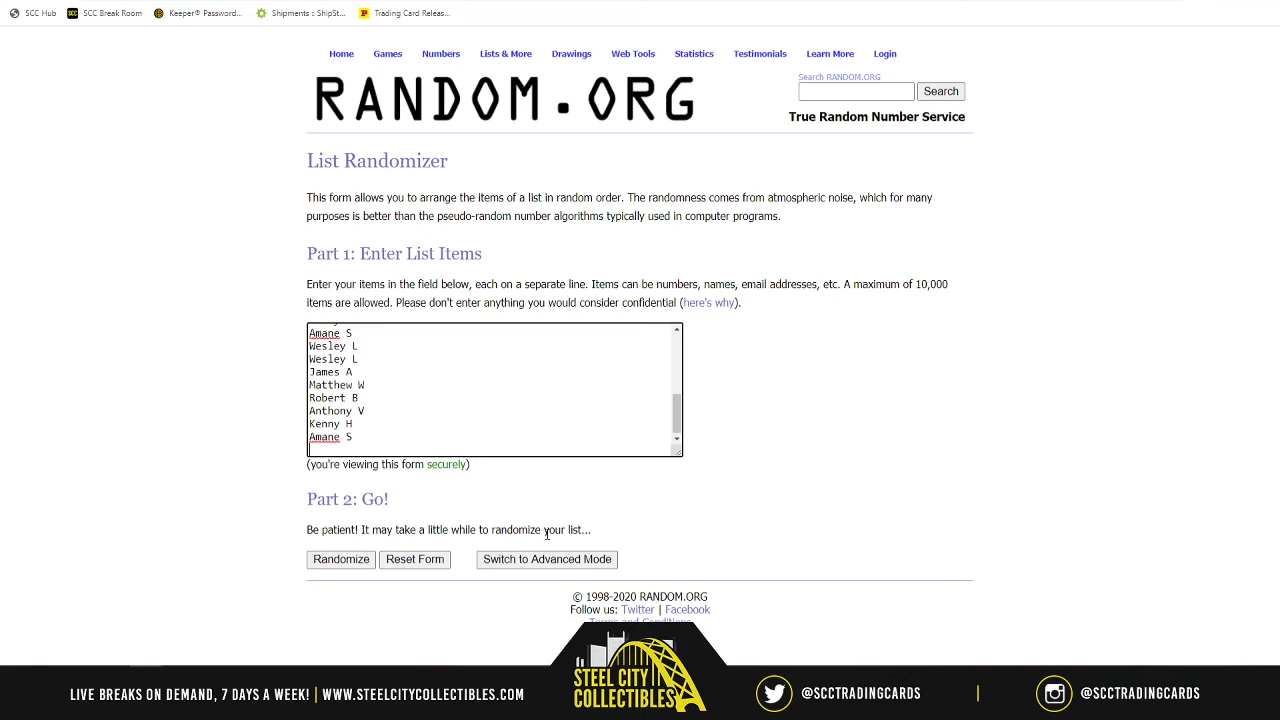 SCC Hub
SCC Break Room
Keeper® Password...
Shipments :: ShipSt...
Trading Card Releas...
Home
Games
Numbers
Lists & More
Drawings
Web Tools
Statistics
Testimonials
Learn More
Login
RANDOM.ORG
Search RANDOM.ORG
Search
True Random Number Service
List Randomizer
This form allows you to arrange the items of a list in random order. The randomness comes from atmospheric noise, which for many
purposes is better than the pseudo-random number algorithms typically used in computer programs.
Part 1: Enter List Items
Enter your items in the field below, each on a separate line. Items can be numbers, names, email addresses, etc. A maximum of 10,000
items are allowed. Please don't enter anything you would consider confidential (here's why).
Amane S
Wesley L
Wesley L
James A
Matthew W
Robert B
Anthony V
Kenny H
Amane S
(you're viewing this form securely)
Part 2: Go!
Be patient! It may take a little while to randomize your list...
Randomize
Reset Form
Switch to Advanced Mode
© 1998-2020 RANDOM.ORG
Follow us: Twitter | Facebook
Terms and Conditions
LIVE BREAKS ON DEMAND, 7 DAYS A WEEK! | WWW.STEELCITYCOLLECTIBLES.COM
STEEL CITY
COLLECTIBLES
@SCCTRADINGCARDS
|
@SCCTRADINGCARDS